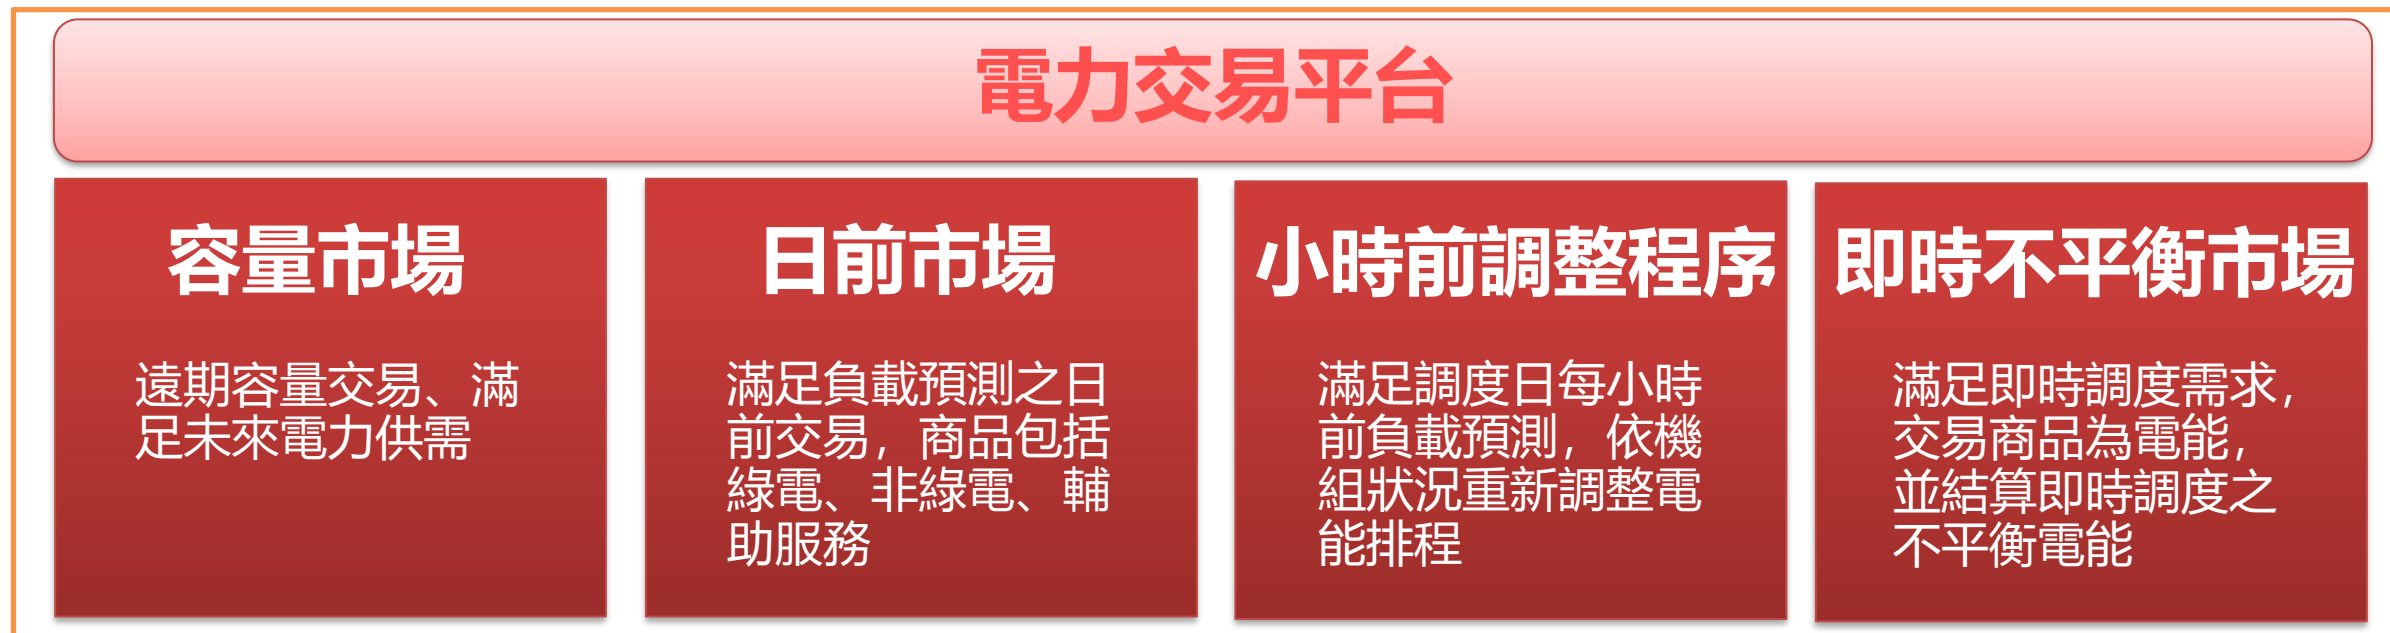 電力交易平台
容量市場
遠期容量交易、滿
足未來電力供需
日前市場
滿足負載預測之日
前交易，商品包括
綠電、非綠電、輔
助服務
小時前調整程序
滿足調度日每小時
前負載預測，依機
組狀況重新調整電
能排程
即時不平衡市場
滿足即時調度需求，
交易商品為電能，
並結算即時調度之
不平衡電能